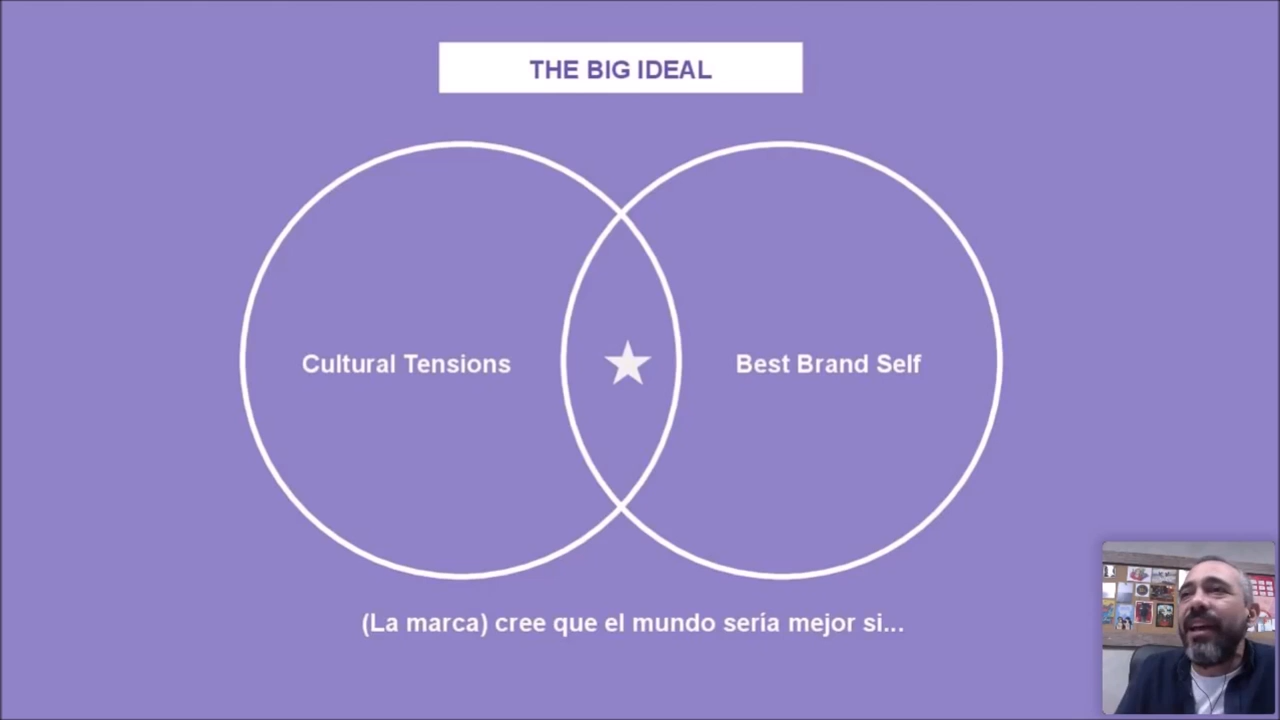 THE BIG IDEAL
Cultural Tensions
Best Brand Self
(La marca) cree que el mundo sería mejor si...